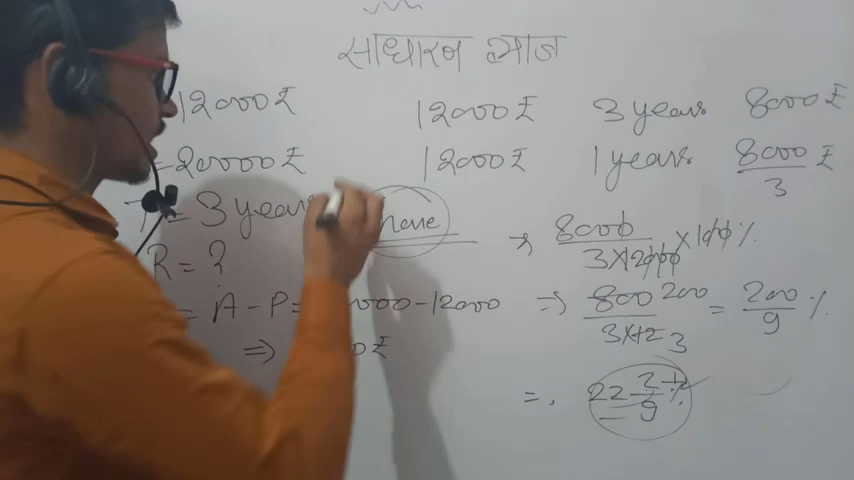 साधारण ब्याज
12000₹ 12000₹ 3 years 8000₹
= 20000₹ 12000₹ 1 years 8000/3 ₹
= 3 years
R = ?
→ 8000/3×12000 ×100%
= A - P = 000 - 12000
⇒ 800 200/3×12 3 = 200/9 %
⇒ 0₹
=, 22 2/9 %